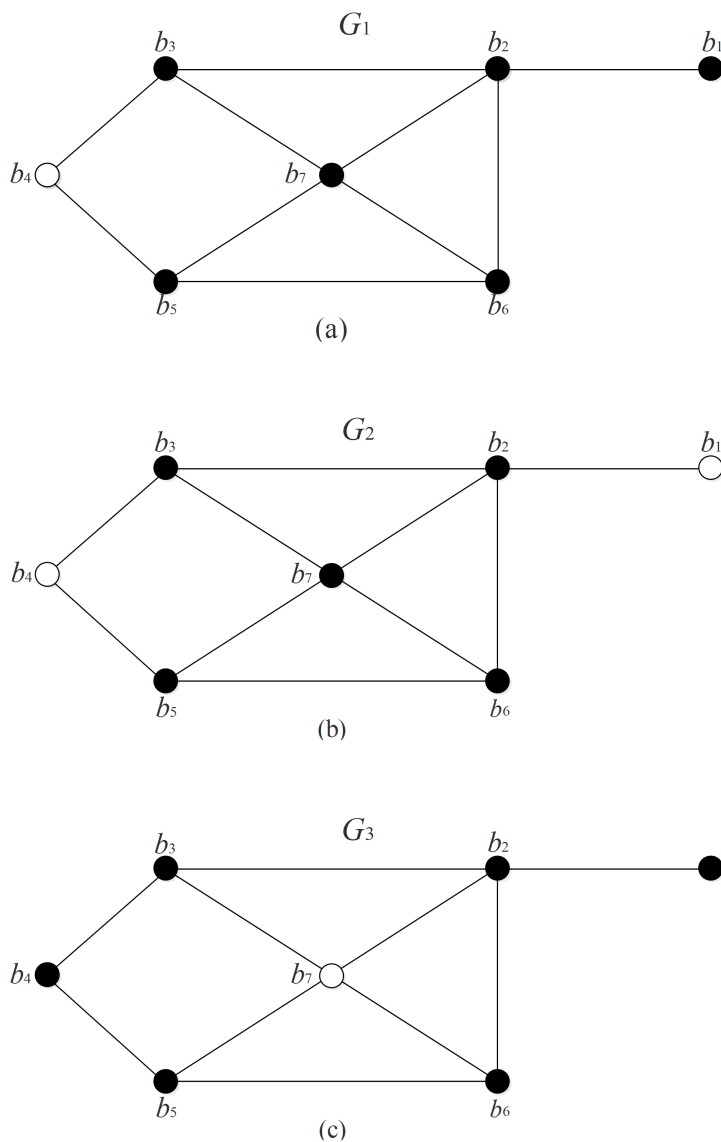 G₁
b₃ b₂ b₁
b₄ b₇
b₅ b₆
(a)
G₂
b₃ b₂ b₁
b₄ b₇
b₅ b₆
(b)
G₃
b₃ b₂
b₄ b₇
b₅ b₆
(c)